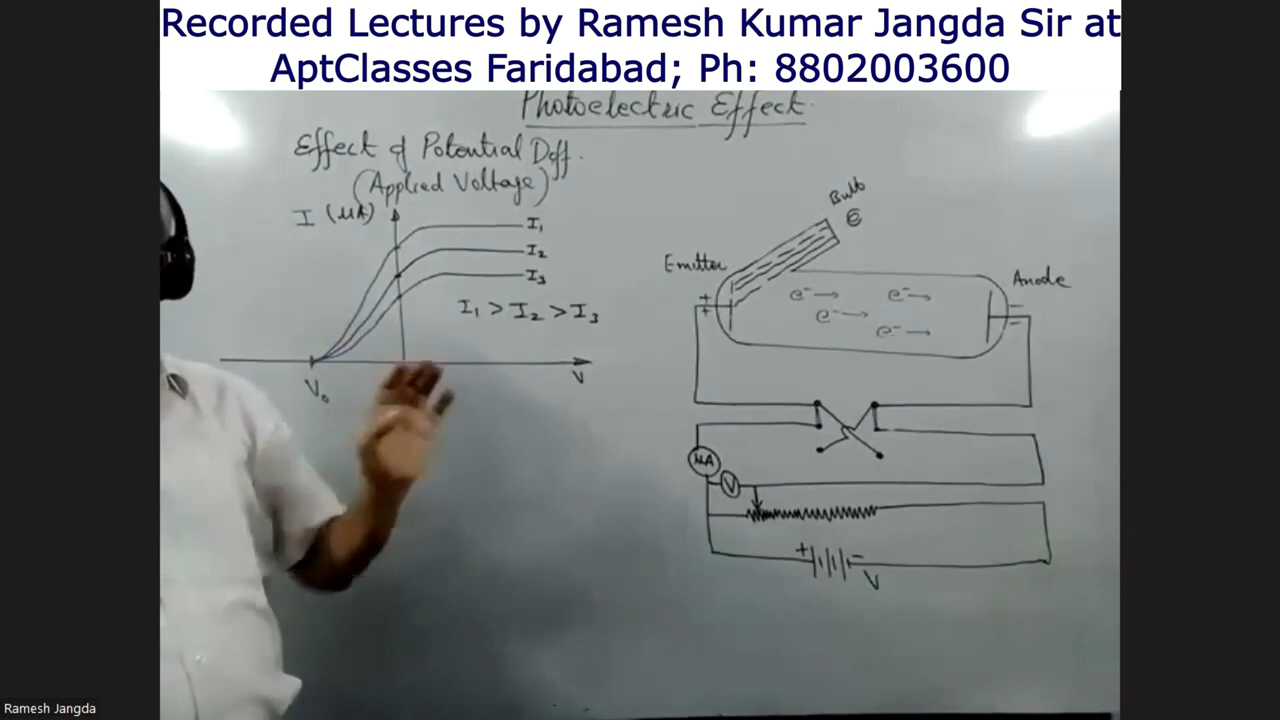 Recorded Lectures by Ramesh Kumar Jangda Sir at
AptClasses Faridabad; Ph: 8802003600
Photoelectric Effect
Effect of Potential Diff.
(Applied Voltage)
I (μA)
I₁
I₂
I₃
I₁ > I₂ > I₃
V₀
V
Bulb
Emitter
Anode
+
+
e⁻→ e⁻→
e⁻→
e⁻→
μA
V
+ −
V
Ramesh Jangda